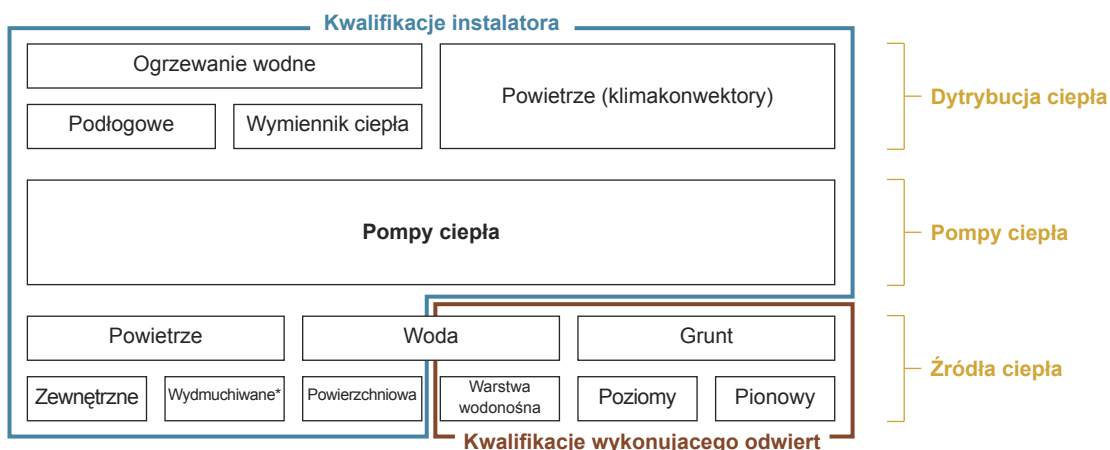 Kwalifikacje instalatora
Ogrzewanie wodne
Powietrze (klimakonwektory)
Dytrybucja ciepła
Podłogowe
Wymiennik ciepła
Pompy ciepła
Pompy ciepła
Powietrze
Woda
Grunt
Źródła ciepła
Zewnętrzne
Wydmuchiwane*
Powierzchniowa
Warstwa
wodonośna
Poziomy
Pionowy
Kwalifikacje wykonującego odwiert